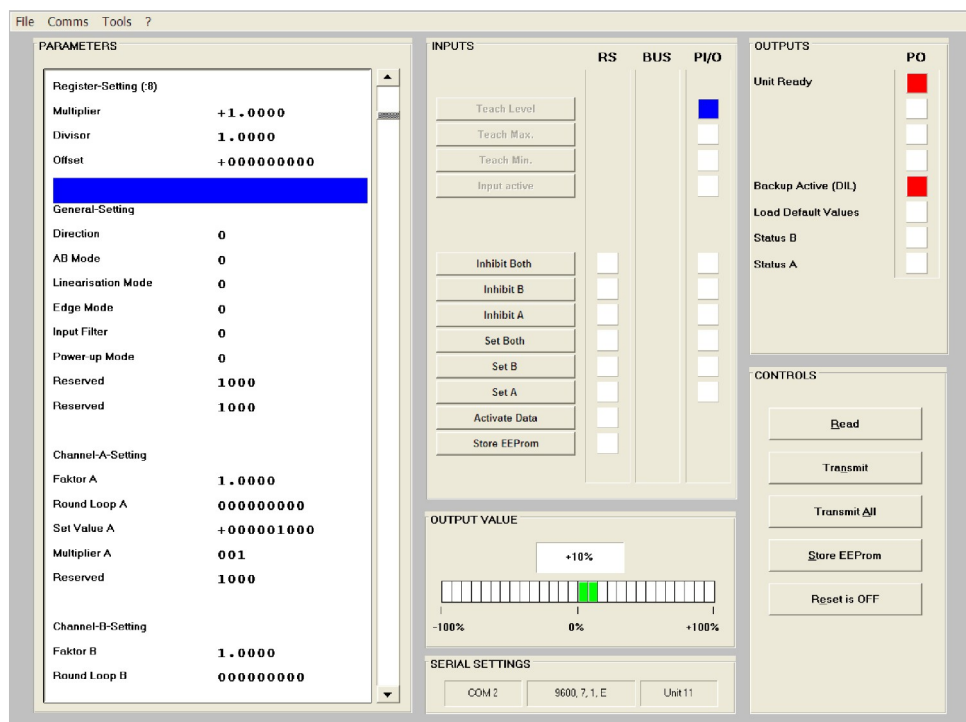 File Comms Tools ?
PARAMETERS
Register-Setting (:8)
Multiplier +1.0000
Divisor 1.0000
Offset +000000000
General-Setting
Direction 0
AB Mode 0
Linearisation Mode 0
Edge Mode 0
Input Filter 0
Power-up Mode 0
Reserved 1000
Reserved 1000
Channel-A-Setting
Faktor A 1.0000
Round Loop A 000000000
Set Value A +000001000
Multiplier A 001
Reserved 1000
Channel-B-Setting
Faktor B 1.0000
Round Loop B 000000000
INPUTS
RS BUS PI/O
Teach Level
Teach Max.
Teach Min.
Input active
Inhibit Both
Inhibit B
Inhibit A
Set Both
Set B
Set A
Activate Data
Store EEProm
OUTPUT VALUE
+10%
-100% 0% +100%
SERIAL SETTINGS
COM 2 9600, 7, 1, E Unit 11
OUTPUTS
PO
Unit Ready
Backup Active (DIL)
Load Default Values
Status B
Status A
CONTROLS
Read
Transmit
Transmit All
Store EEProm
Reset is OFF